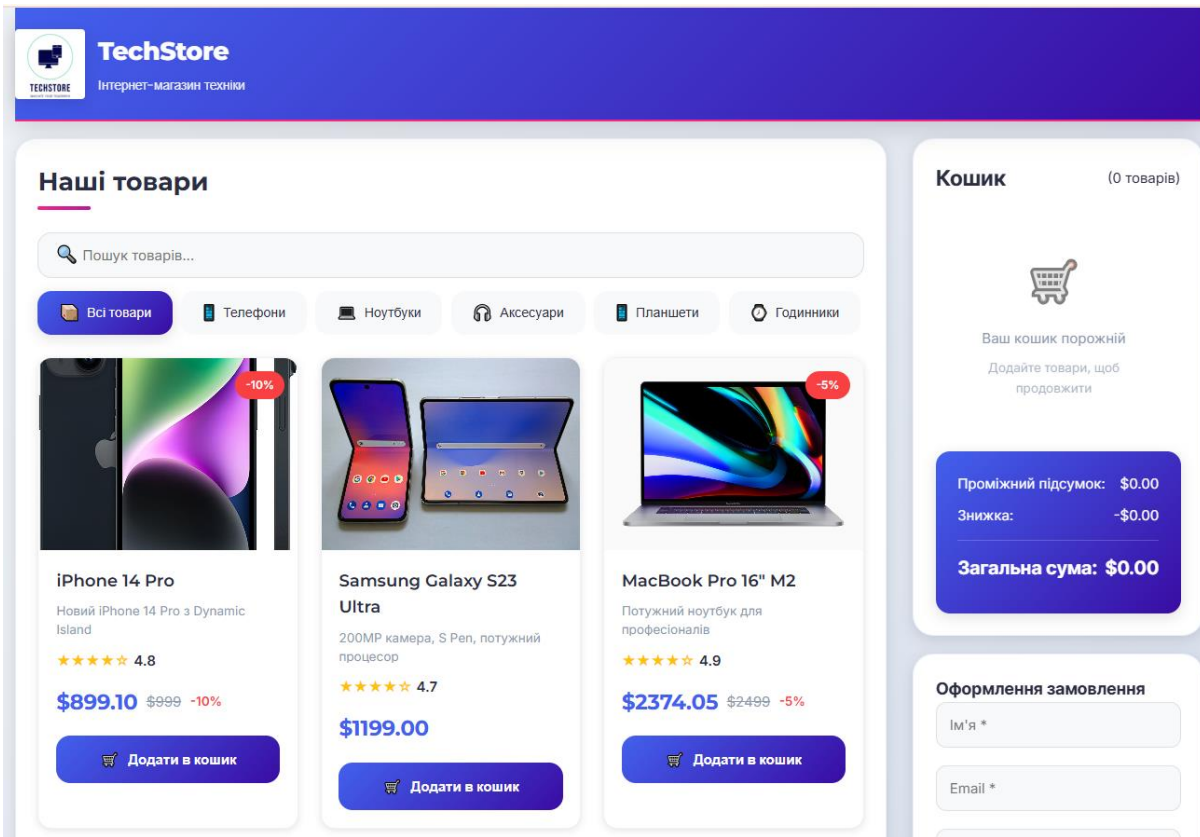 TechStore
TECHSTORE
Інтернет-магазин техніки
Наші товари
Пошук товарів...
Всі товари
Телефони
Ноутбуки
Аксесуари
Планшети
Годинники
-10%
iPhone 14 Pro
Новий iPhone 14 Pro з Dynamic
Island
4.8
$899.10 $999 -10%
Додати в кошик
Samsung Galaxy S23
Ultra
200MP камера, S Pen, потужний
процесор
4.7
$1199.00
Додати в кошик
-5%
MacBook Pro 16" M2
Потужний ноутбук для
професіоналів
4.9
$2374.05 $2499 -5%
Додати в кошик
Кошик (0 товарів)
Ваш кошик порожній
Додайте товари, щоб
продовжити
Проміжний підсумок: $0.00
Знижка: -$0.00
Загальна сума: $0.00
Оформлення замовлення
Ім'я *
Email *